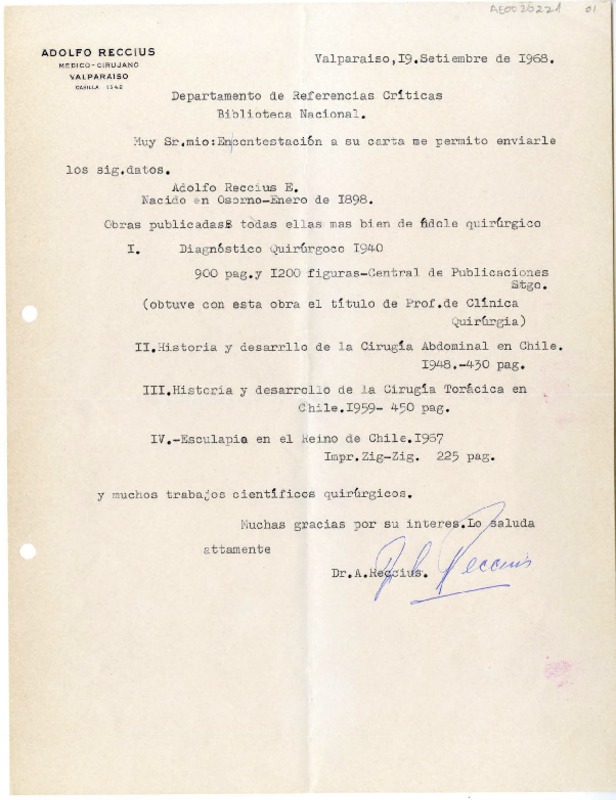 AE0020221 01
ADOLFO RECCIUS
MEDICO-CIRUJANO
VALPARAISO
CASILLA 1342
Valparaiso,I9.Setiembre de I968.
Departamento de Referencias Críticas
Biblioteca Nacional.
Muy Sr.mio:Encontestación a su carta me permito enviarle
los sig.datos.
Adolfo Reccius E.
Nacido en Osorno-Enero de I898.
Obras publicadas todas ellas mas bien de ñdole quirúrgico
I. Diagnóstico Quirúrgoco I940
900 pag.y I200 figuras-Central de Publicaciones
Stgo.
(obtuve con esta obra el título de Prof.de Clínica
Quirúrgia)
II.Historia y desarrllo de la Cirugía Abdominal en Chile.
I948.-430 pag.
III.Historia y desarrollo de la Cirugía Torácica en
Chile.I959- 450 pag.
IV.-Esculapio en el Reino de Chile.I967
Impr.Zig-Zig. 225 pag.
y muchos trabajos científicos quirúrgicos.
Muchas gracias por su interes.Lo saluda
attamente
Dr.A.Reccius. Reccius